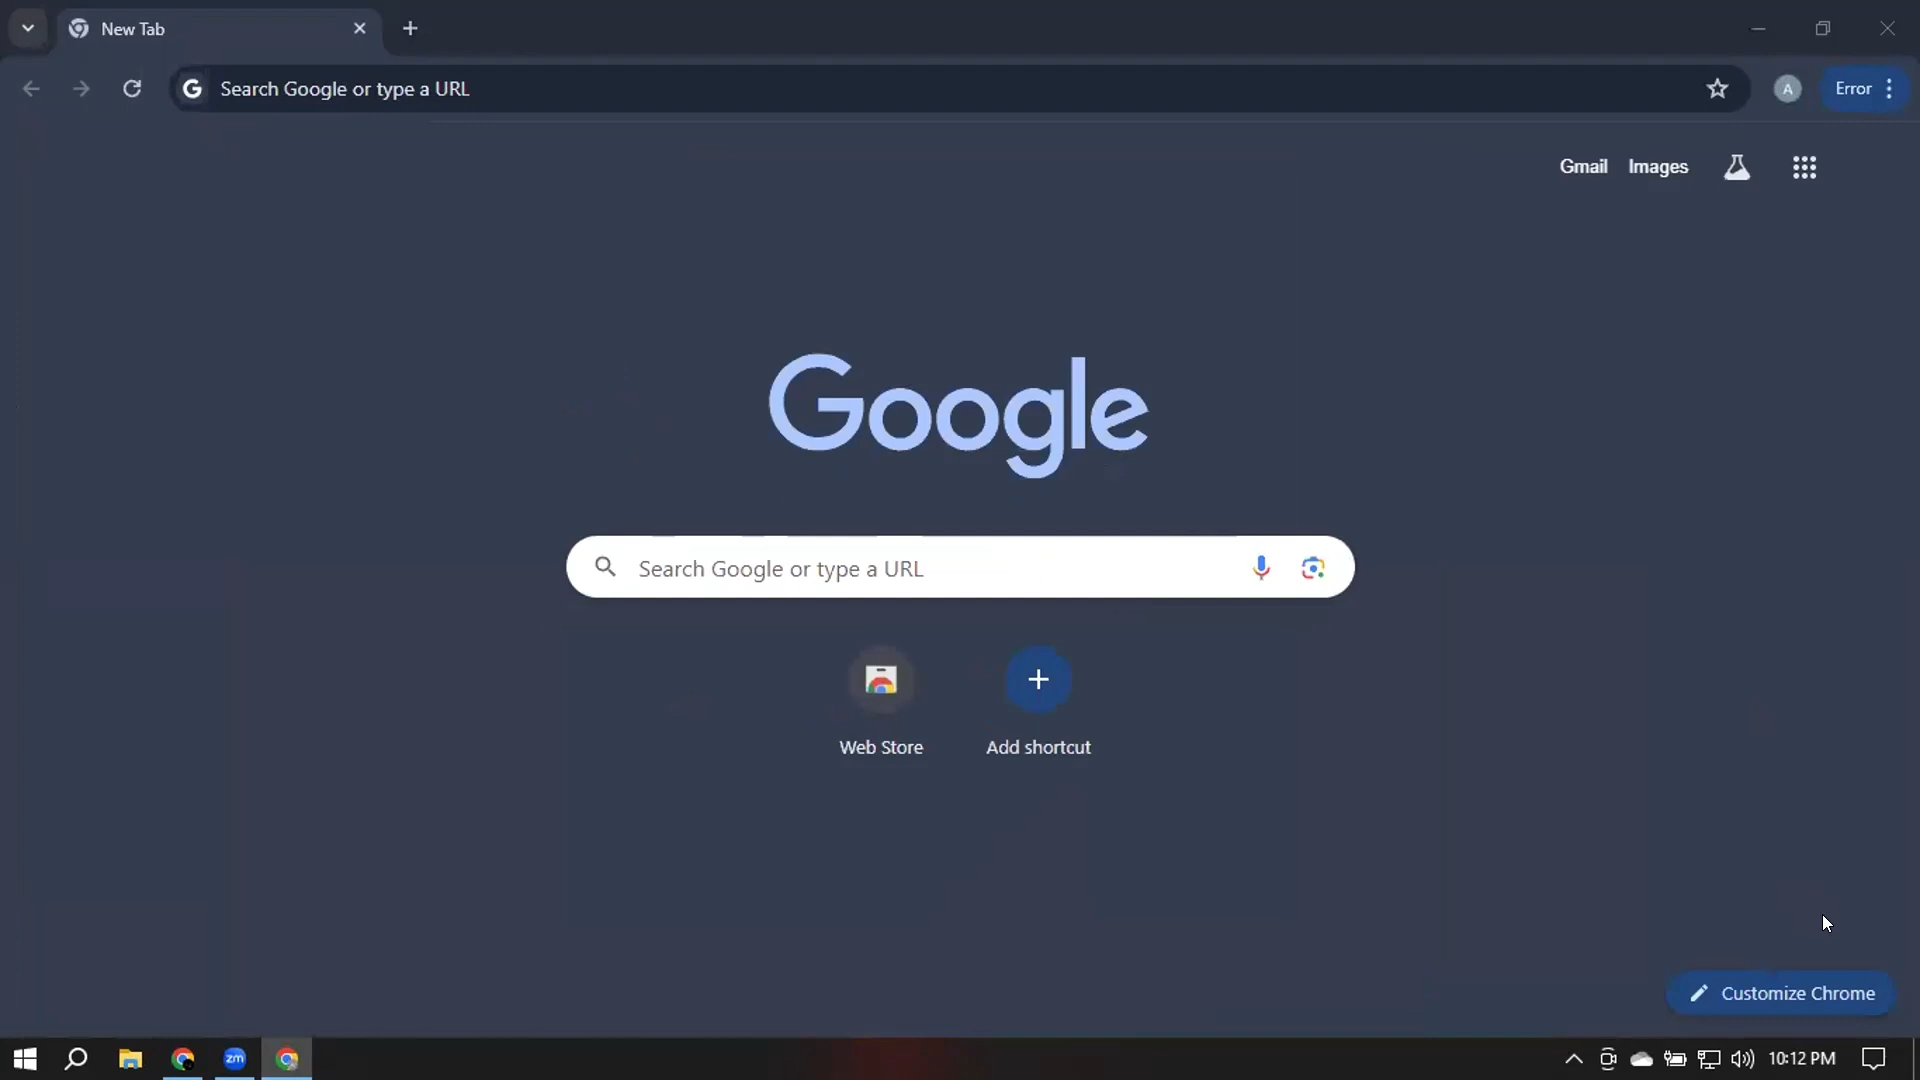 New Tab
Search Google or type a URL
A
Error
Gmail Images
Google
Search Google or type a URL
Web Store
Add shortcut
Customize Chrome
zm
10:12 PM